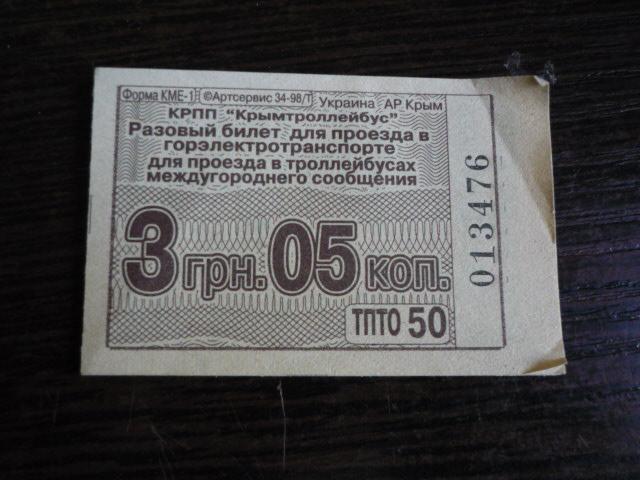 Форма КМЕ-1 ©Артсервис 34-98/Т Украина АР Крым
КРПП "Крымтроллейбус"
Разовый билет для проезда в
горэлектротранспорте
для проезда в троллейбусах
междугороднего сообщения
3 грн. 05 коп.
ТПТО 50
013476